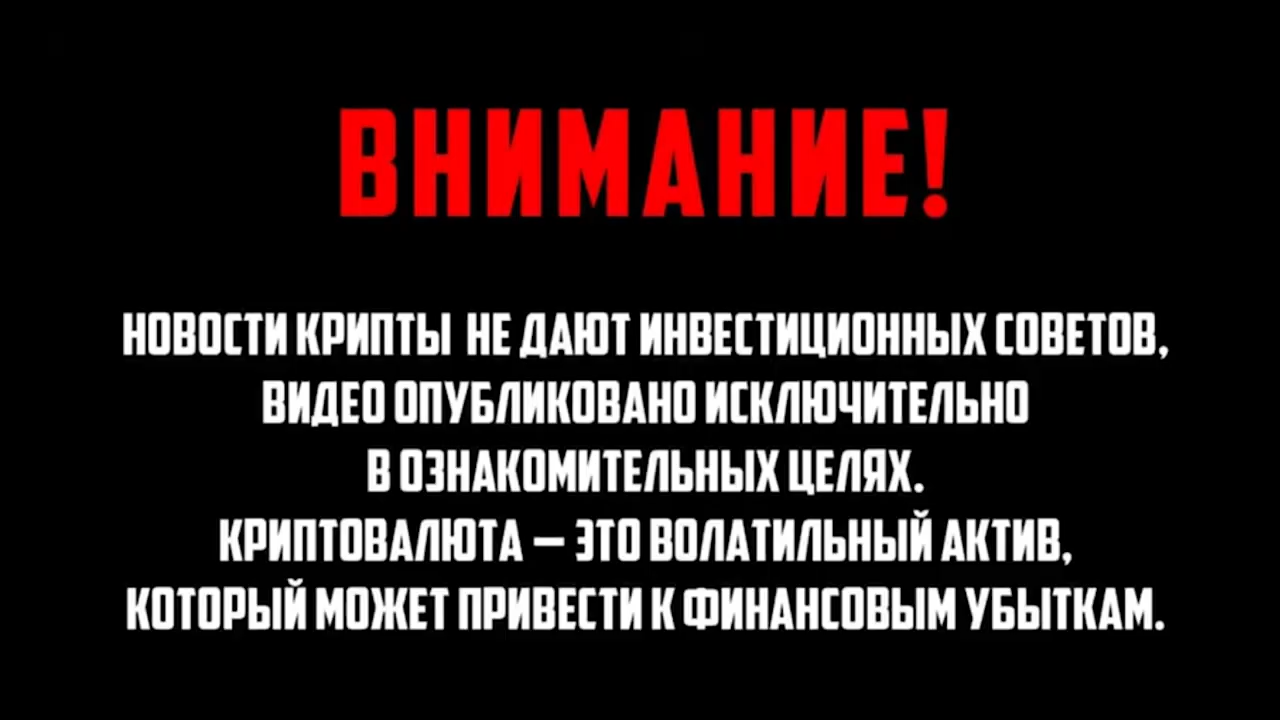 ВНИМАНИЕ!
НОВОСТИ КРИПТЫ НЕ ДАЮТ ИНВЕСТИЦИОННЫХ СОВЕТОВ,
ВИДЕО ОПУБЛИКОВАНО ИСКЛЮЧИТЕЛЬНО
В ОЗНАКОМИТЕЛЬНЫХ ЦЕЛЯХ.
КРИПТОВАЛЮТА – ЭТО ВОЛАТИЛЬНЫЙ АКТИВ,
КОТОРЫЙ МОЖЕТ ПРИВЕСТИ К ФИНАНСОВЫМ УБЫТКАМ.